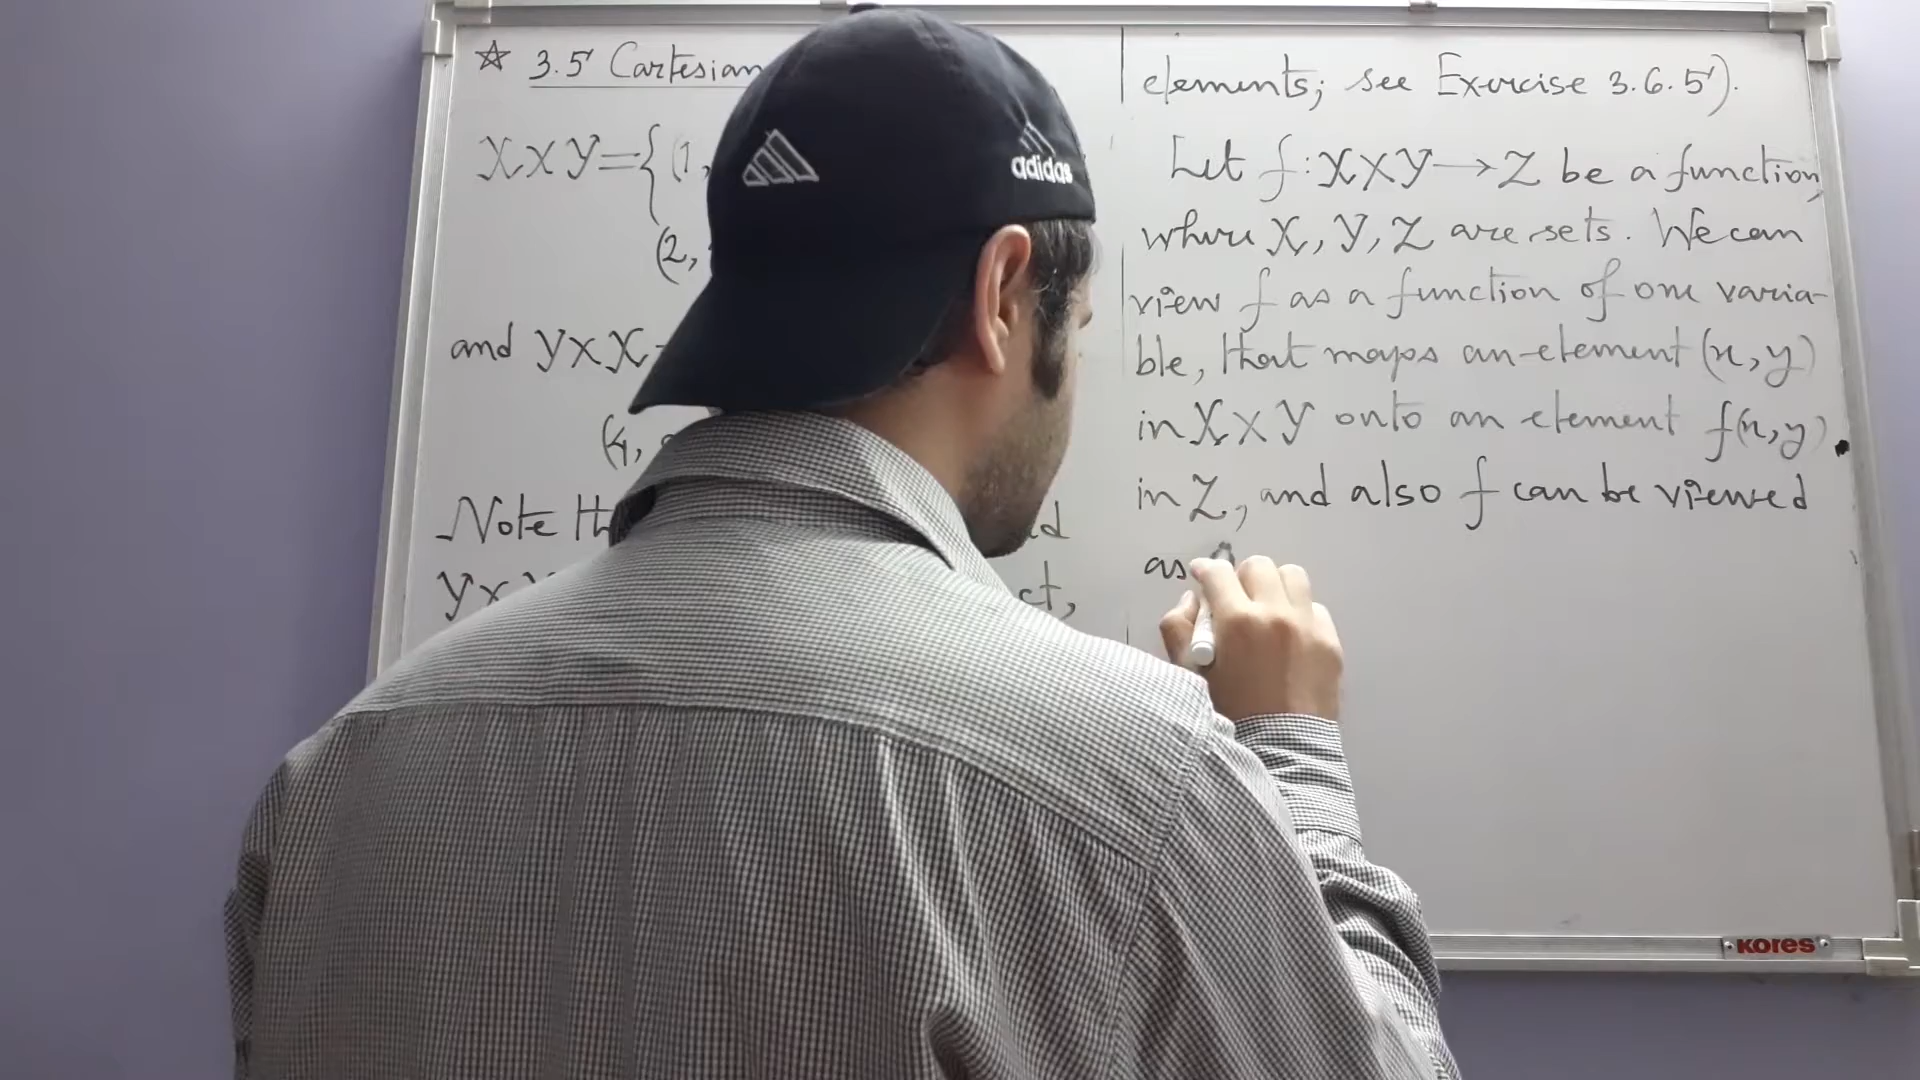 ☆ 3.5 Cartesian
X×Y={(1,
(2,
and Y×X
(4,
Note
Y×
ct,
elements; see Exercise 3.6.5).
Let f:X×Y→Z be a function,
where X, Y, Z are sets. We can
view f as a function of one varia-
ble, that maps an element (x,y)
in X×Y onto an element f(x,y)
in Z, and also f can be viewed
as
adidas
KORES